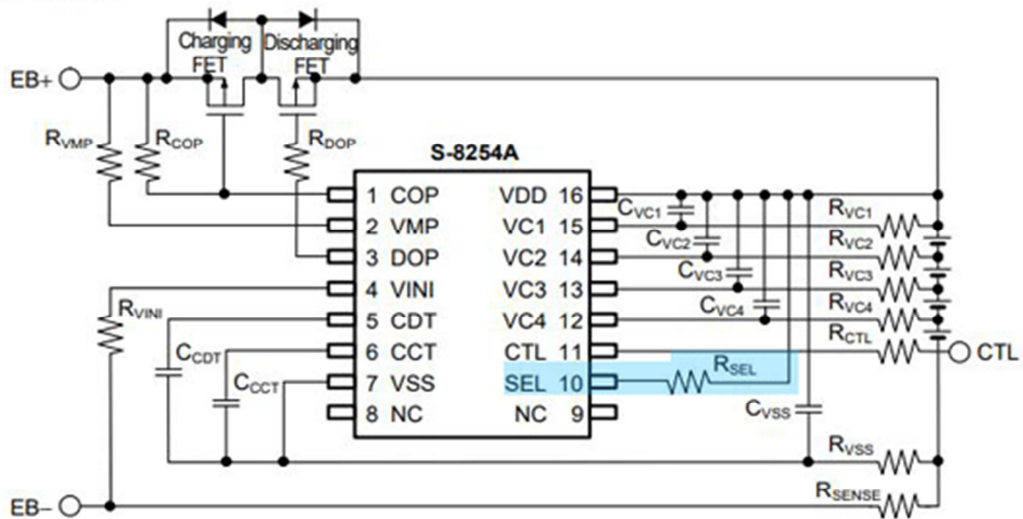 Charging Discharging
FET FET
EB+
RVMP RCOP RDOP
S-8254A
1 COP VDD 16
2 VMP VC1 15
3 DOP VC2 14
4 VINI VC3 13
5 CDT VC4 12
6 CCT CTL 11
7 VSS SEL 10
8 NC NC 9
CVC1 RVC1
CVC2 RVC2
CVC3 RVC3
CVC4 RVC4
RCTL CTL
RSEL
RVINI
CCDT
CCCT
CVSS
RVSS
RSENSE
EB–